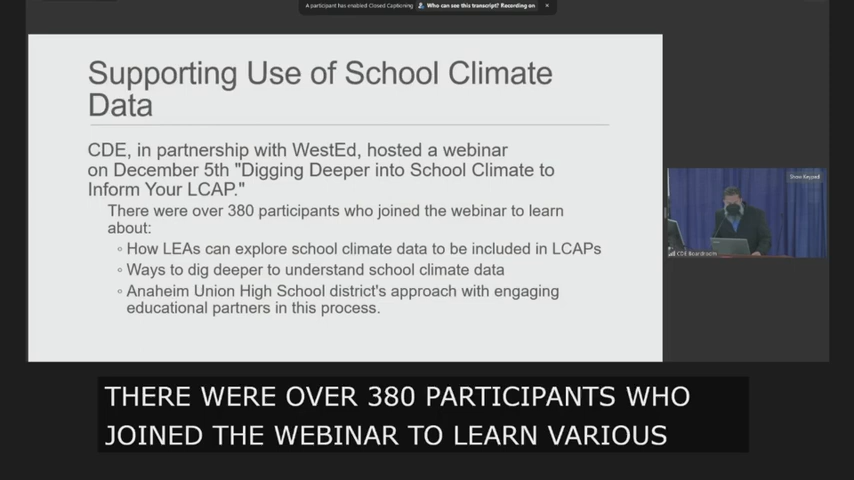 A participant has enabled Closed Captioning Who can see this transcript? Recording on ×
Supporting Use of School Climate
Data
CDE, in partnership with WestEd, hosted a webinar
on December 5th "Digging Deeper into School Climate to
Inform Your LCAP."
There were over 380 participants who joined the webinar to learn
about:
◦ How LEAs can explore school climate data to be included in LCAPs
◦ Ways to dig deeper to understand school climate data
◦ Anaheim Union High School district's approach with engaging
educational partners in this process.
CDE Boardroom
THERE WERE OVER 380 PARTICIPANTS WHO
JOINED THE WEBINAR TO LEARN VARIOUS